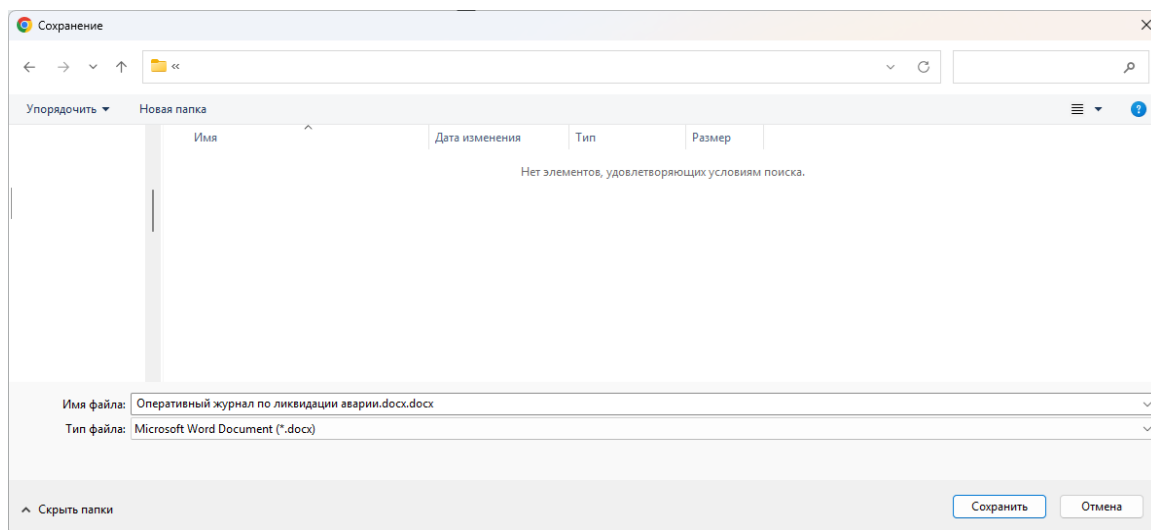 Сохранение
«
Упорядочить Новая папка
Имя Дата изменения Тип Размер
Нет элементов, удовлетворяющих условиям поиска.
Имя файла: Оперативный журнал по ликвидации аварии.docx.docx
Тип файла: Microsoft Word Document (*.docx)
Скрыть папки Сохранить Отмена